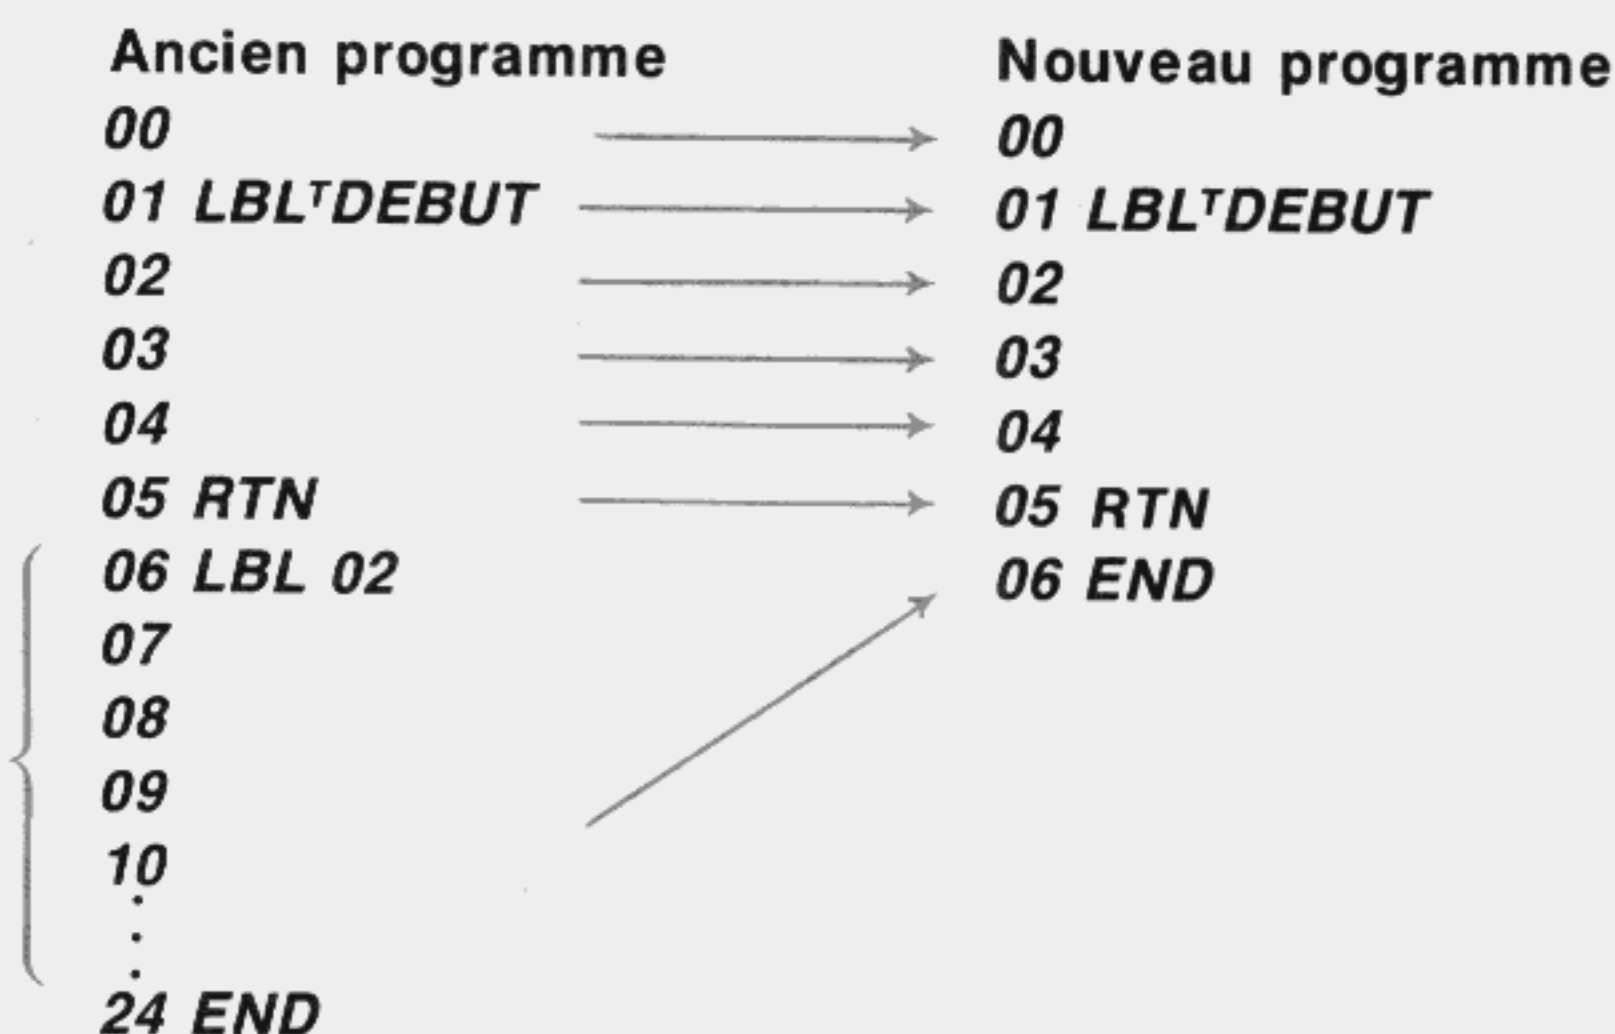 Ancien programme
00
01 LBLᵀDEBUT
02
03
04
05 RTN
06 LBL 02
07
08
09
10
.
.
.
24 END
Nouveau programme
00
01 LBLᵀDEBUT
02
03
04
05 RTN
06 END